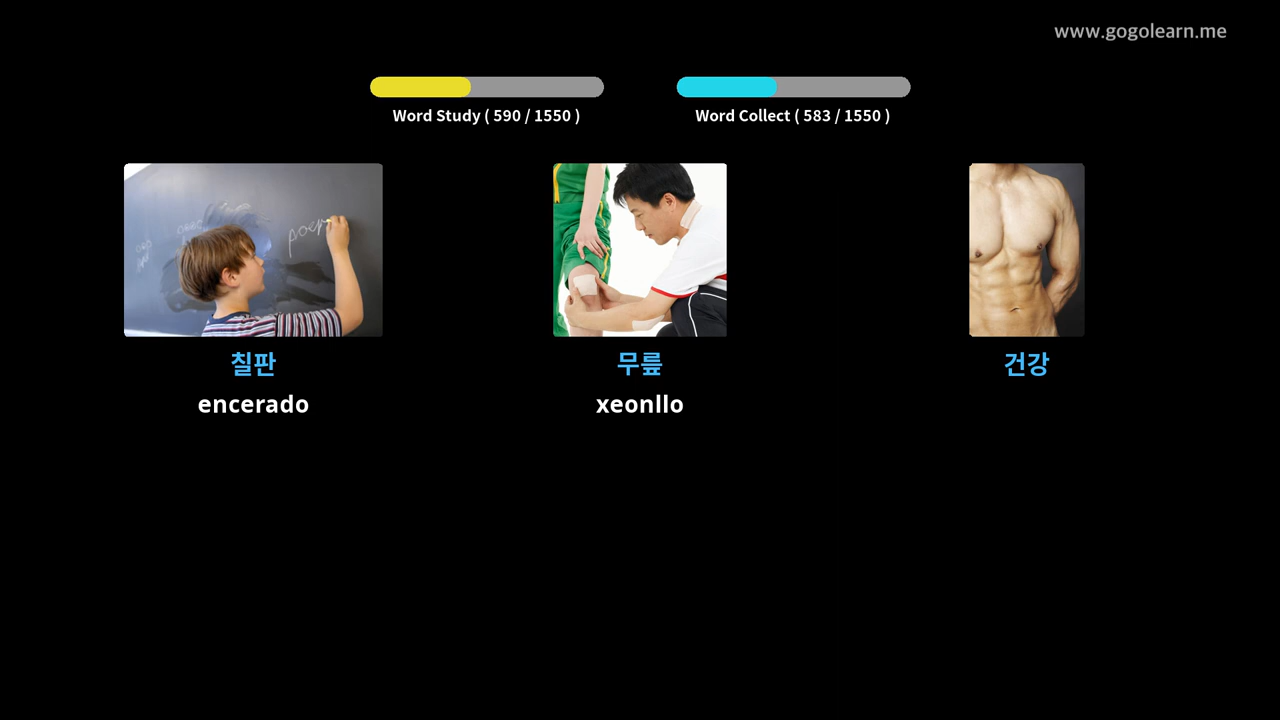 www.gogolearn.me
Word Study ( 590 / 1550 )
Word Collect ( 583 / 1550 )
poer
칠판
무릎
건강
encerado
xeonllo